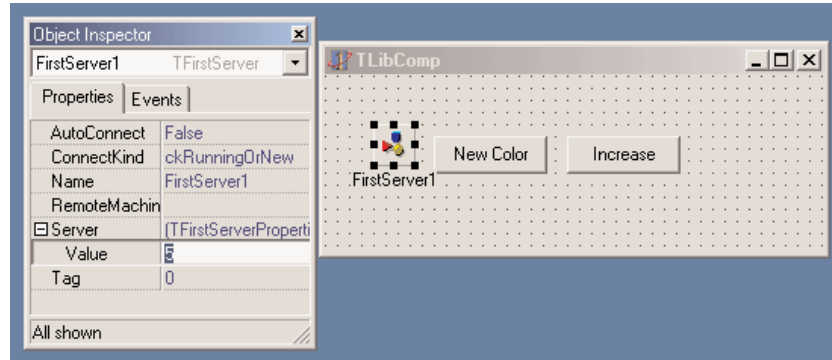 Object Inspector
FirstServer1 TFirstServer
Properties Events
AutoConnect False
ConnectKind ckRunningOrNew
Name FirstServer1
RemoteMachin
Server (TFirstServerProperti
Value 5
Tag 0
All shown
TLibComp
New Color Increase
FirstServer1